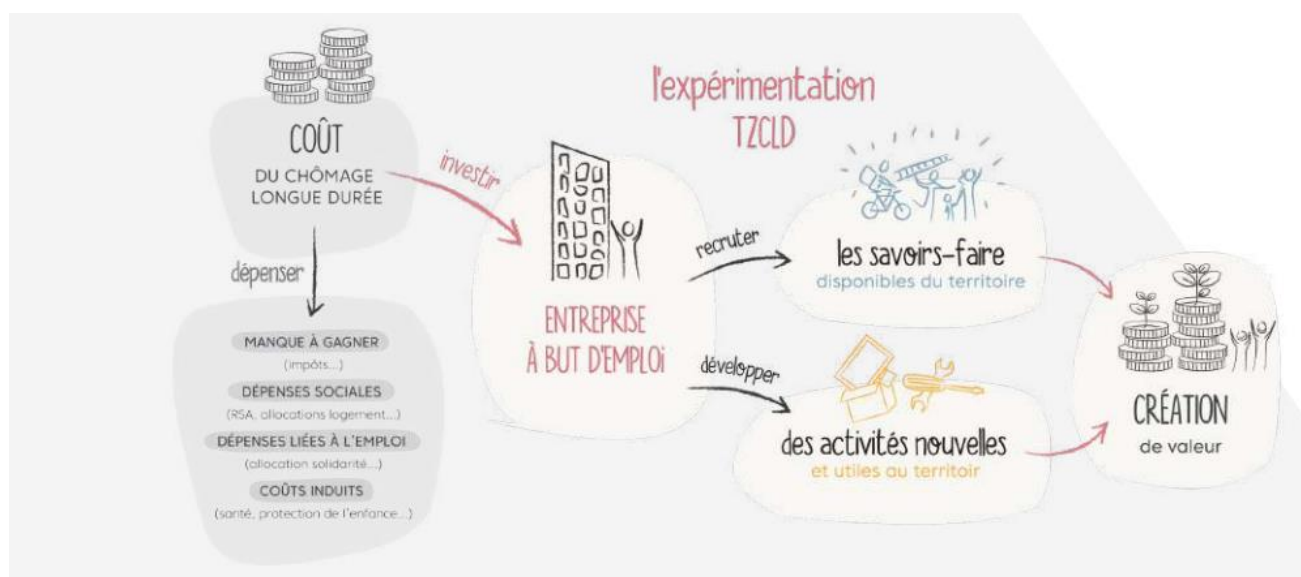 COÛT
DU CHÔMAGE
LONGUE DURÉE
dépenser
MANQUE À GAGNER
(impôts...)
DÉPENSES SOCIALES
(RSA, allocations logement...)
DÉPENSES LIÉES À L'EMPLOI
(allocation solidarité...)
COÛTS INDUITS
(santé, protection de l'enfance...)
investir
l'expérimentation
TZCLD
ENTREPRISE
À BUT D'EMPLOi
recruter
les savoirs-faire
disponibles du territoire
développer
des activités nouvelles
et utiles au territoir
CRÉATION
de valeur